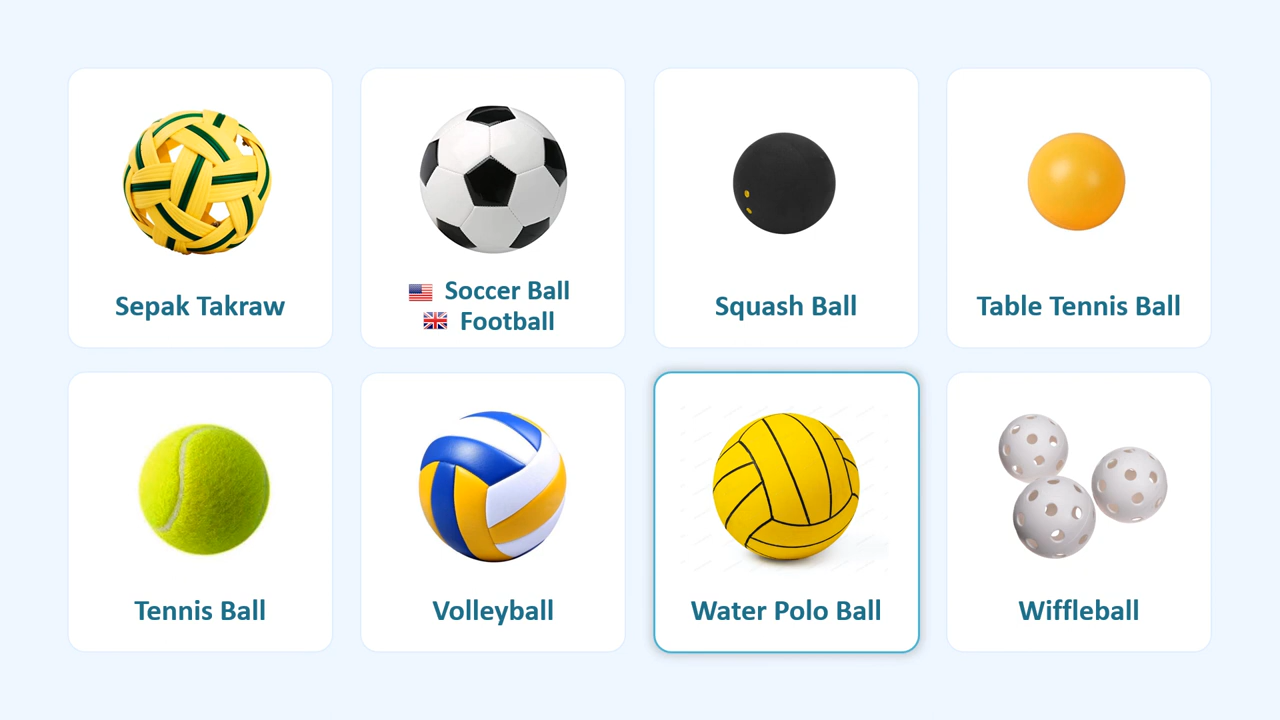 Sepak Takraw
Soccer Ball
Football
Squash Ball
Table Tennis Ball
Tennis Ball
Volleyball
Water Polo Ball
Wiffleball